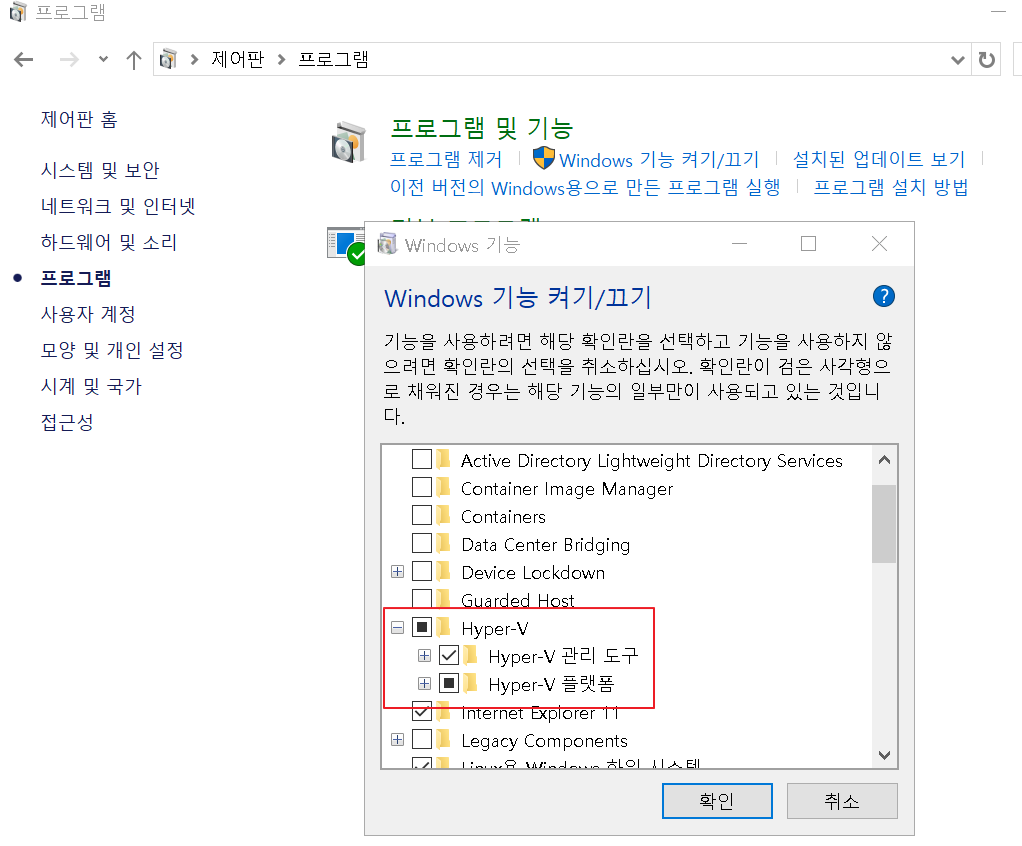 프로그램
제어판 > 프로그램
제어판 홈
시스템 및 보안
네트워크 및 인터넷
하드웨어 및 소리
프로그램
사용자 계정
모양 및 개인 설정
시계 및 국가
접근성
프로그램 및 기능
프로그램 제거 Windows 기능 켜기/끄기 설치된 업데이트 보기
이전 버전의 Windows용으로 만든 프로그램 실행 프로그램 설치 방법
Windows 기능
Windows 기능 켜기/끄기
기능을 사용하려면 해당 확인란을 선택하고 기능을 사용하지 않
으려면 확인란의 선택을 취소하십시오. 확인란이 검은 사각형으
로 채워진 경우는 해당 기능의 일부만이 사용되고 있는 것입니
다.
Active Directory Lightweight Directory Services
Container Image Manager
Containers
Data Center Bridging
Device Lockdown
Guarded Host
Hyper-V
Hyper-V 관리 도구
Hyper-V 플랫폼
Internet Explorer 11
Legacy Components
Linux용 Windows 하위 시스템
확인
취소